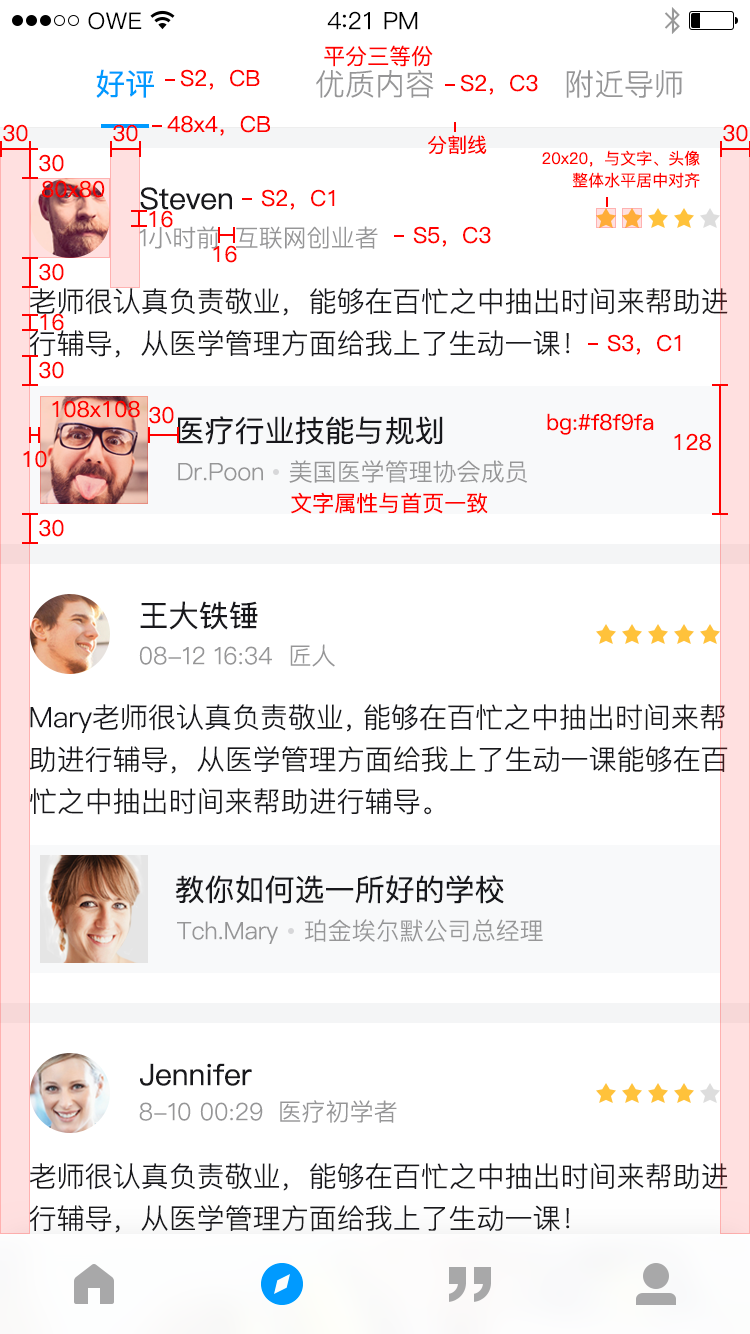 OWE 4:21 PM
平分三等份
好评 S2，CB 优质内容 S2，C3 附近导师
48x4，CB
30 30 分割线 30
30 20x20，与文字、头像
整体水平居中对齐
80x80
Steven S2，C1
16
1小时前 互联网创业者 S5，C3
16
30
老师很认真负责敬业，能够在百忙之中抽出时间来帮助进
16
行辅导，从医学管理方面给我上了生动一课！ S3，C1
30
108x108 30 医疗行业技能与规划 bg:#f8f9fa
128
10 Dr.Poon • 美国医学管理协会成员
文字属性与首页一致
30
王大铁锤
08-12 16:34 匠人
Mary老师很认真负责敬业, 能够在百忙之中抽出时间来帮
助进行辅导，从医学管理方面给我上了生动一课能够在百
忙之中抽出时间来帮助进行辅导。
教你如何选一所好的学校
Tch.Mary • 珀金埃尔默公司总经理
Jennifer
8-10 00:29 医疗初学者
老师很认真负责敬业，能够在百忙之中抽出时间来帮助进
行辅导，从医学管理方面给我上了生动一课！